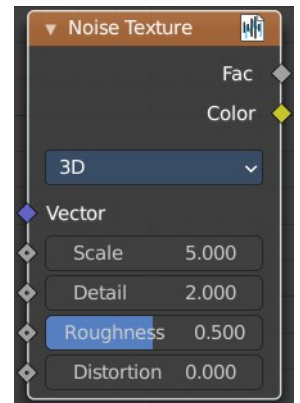 Noise Texture
Fac
Color
3D
Vector
Scale 5.000
Detail 2.000
Roughness 0.500
Distortion 0.000